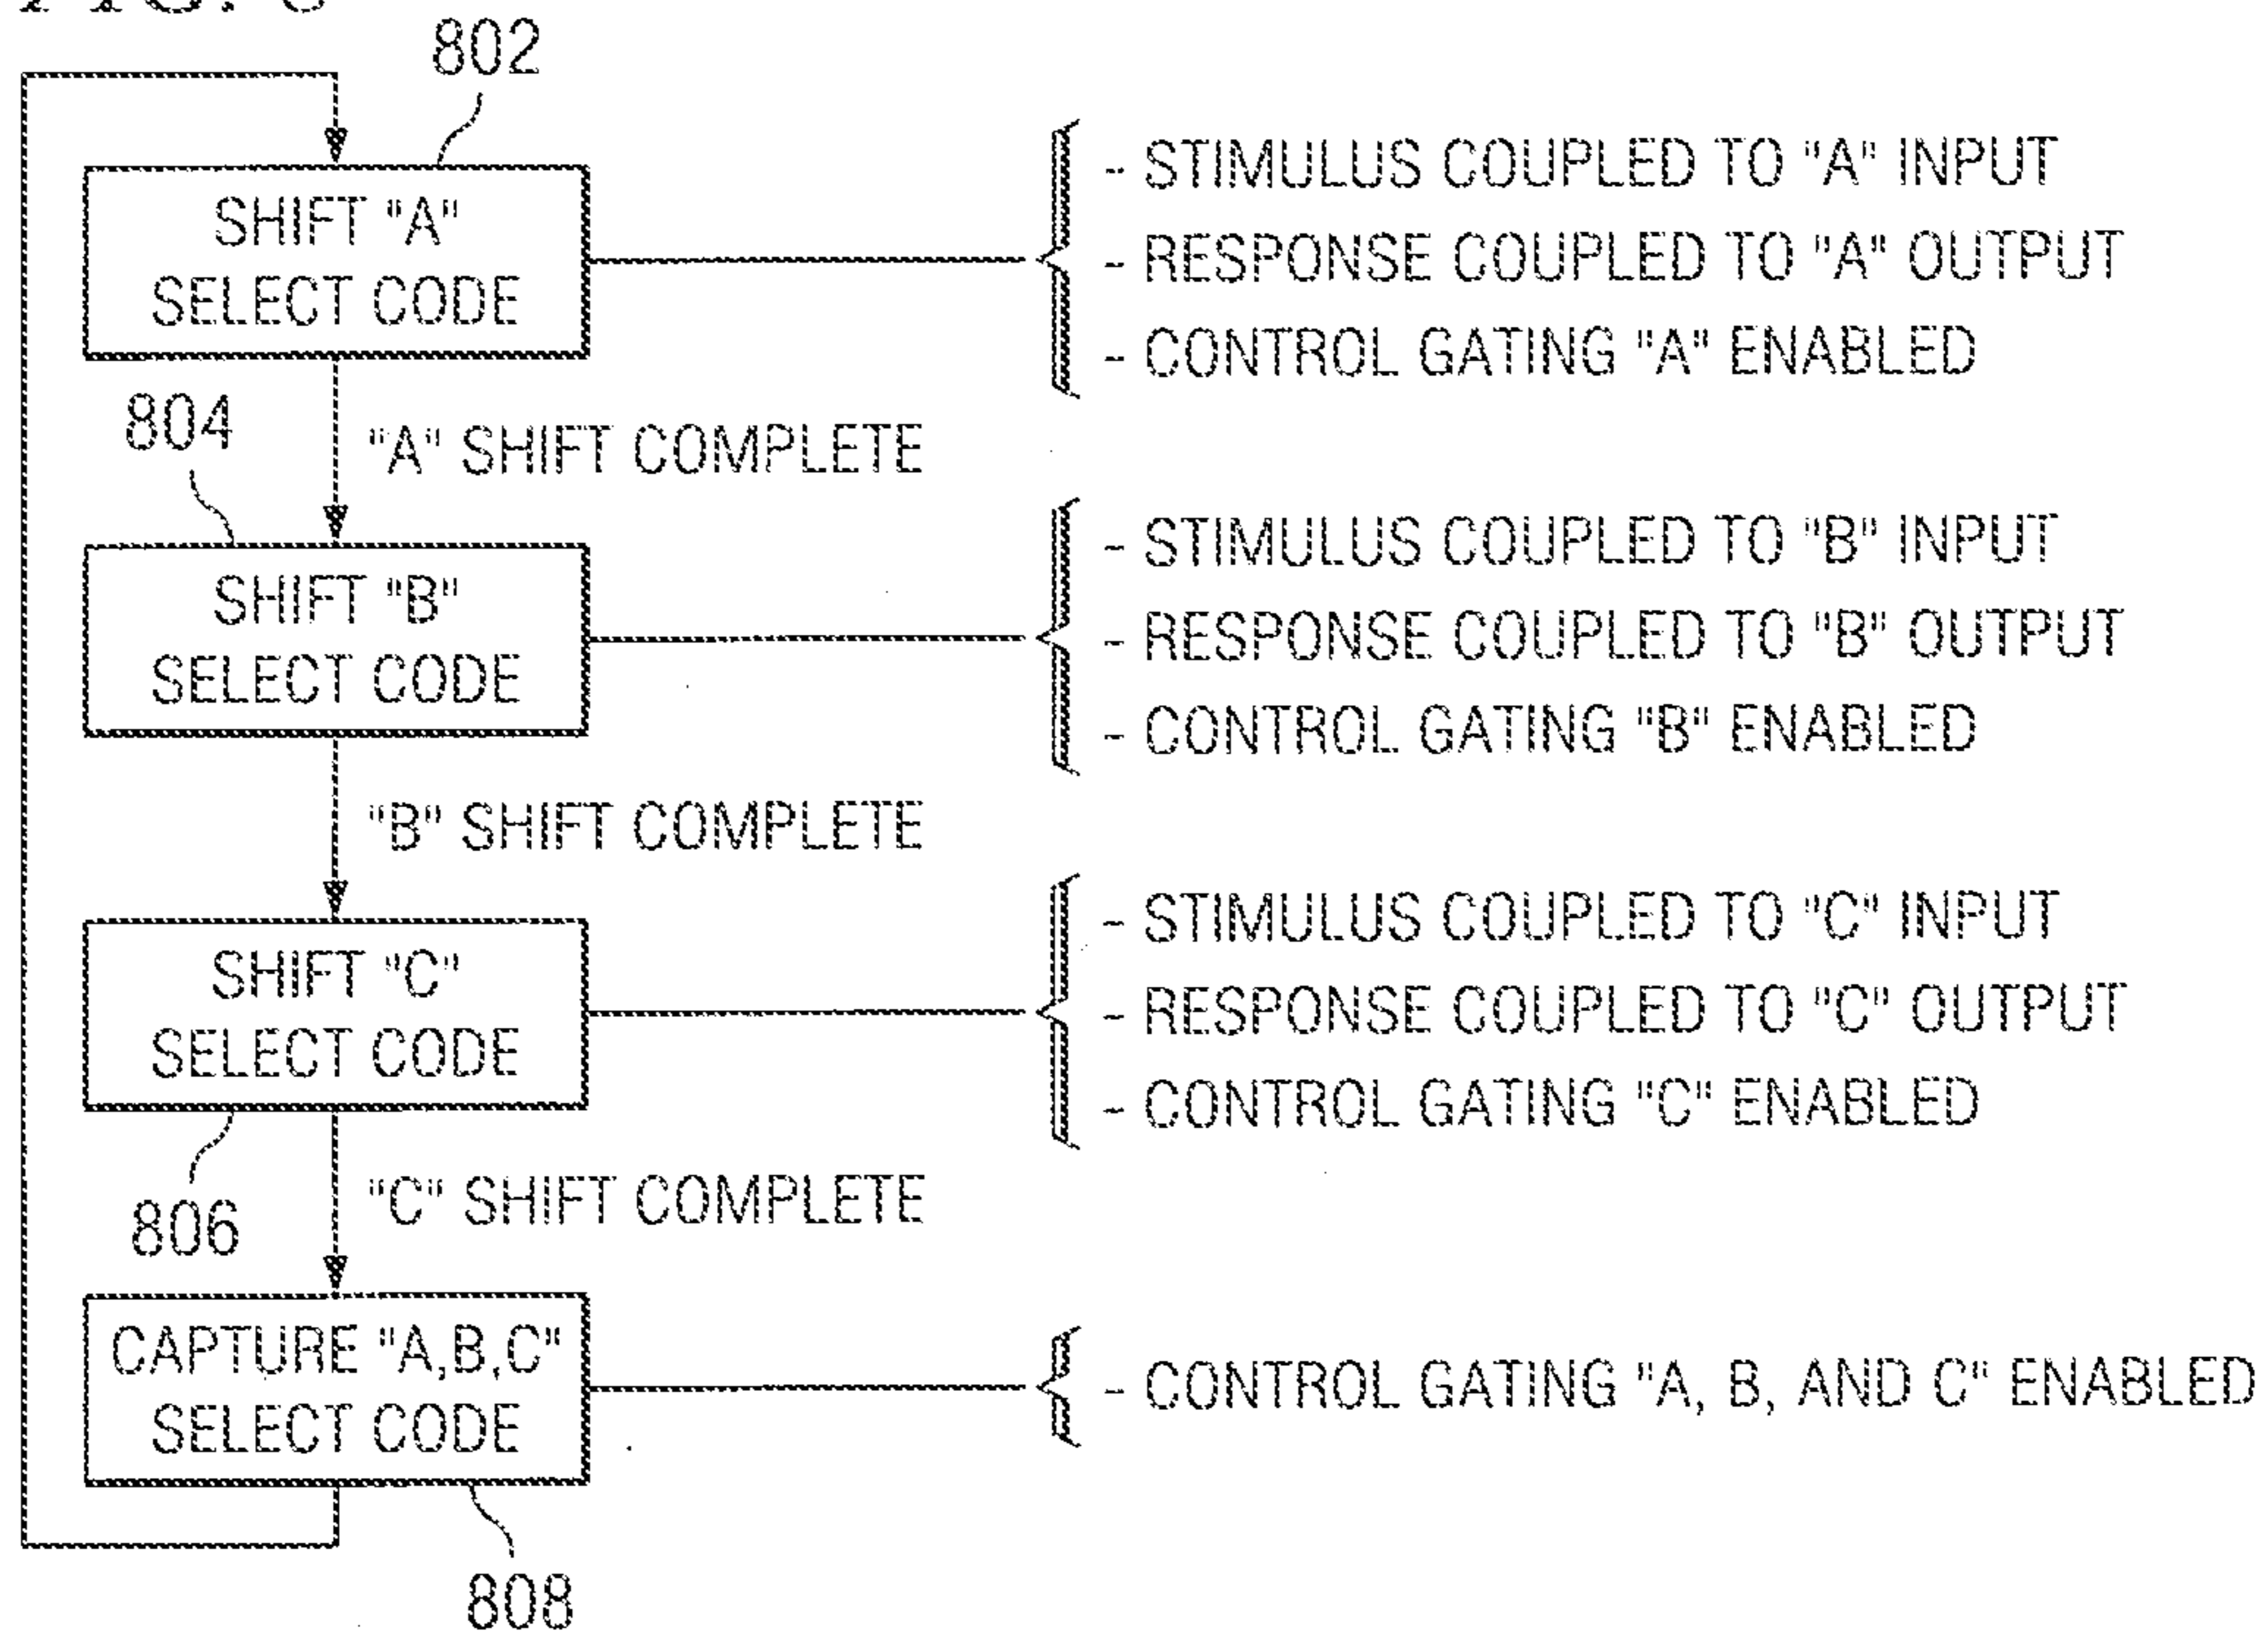 802
SHIFT "A"
SELECT CODE
- STIMULUS COUPLED TO "A" INPUT
- RESPONSE COUPLED TO "A" OUTPUT
- CONTROL GATING "A" ENABLED
804
"A" SHIFT COMPLETE
SHIFT "B"
SELECT CODE
- STIMULUS COUPLED TO "B" INPUT
- RESPONSE COUPLED TO "B" OUTPUT
- CONTROL GATING "B" ENABLED
"B" SHIFT COMPLETE
SHIFT "C"
SELECT CODE
- STIMULUS COUPLED TO "C" INPUT
- RESPONSE COUPLED TO "C" OUTPUT
- CONTROL GATING "C" ENABLED
806
"C" SHIFT COMPLETE
CAPTURE "A,B,C"
SELECT CODE
- CONTROL GATING "A, B, AND C" ENABLED
808